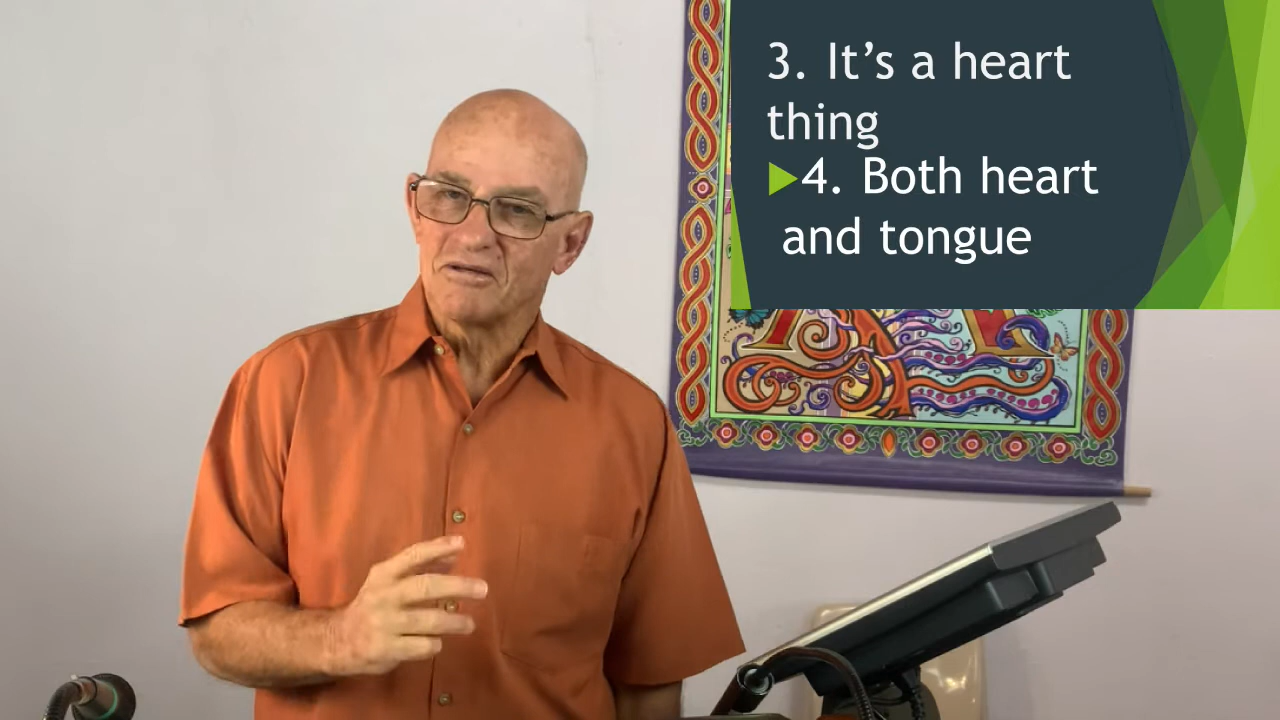 3. It’s a heart
thing
4. Both heart
and tongue